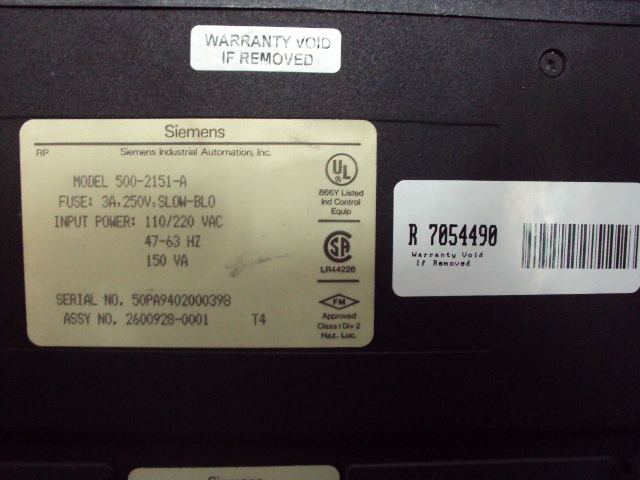 WARRANTY VOID
IF REMOVED
Siemens
RP Siemens Industrial Automation, Inc.
MODEL 500-2151-A
FUSE: 3A,250V,SLOW-BLO
INPUT POWER: 110/220 VAC
47-63 HZ
150 VA
SERIAL NO. 50PA9402000398
ASSY NO. 2600928-0001 T4
UL
866Y Listed
Ind Control
Equip
SA
LR44226
FM
Approved
Class I Div 2
Haz. Loc.
R 7054490
Warranty Void
if Removed
Siemens